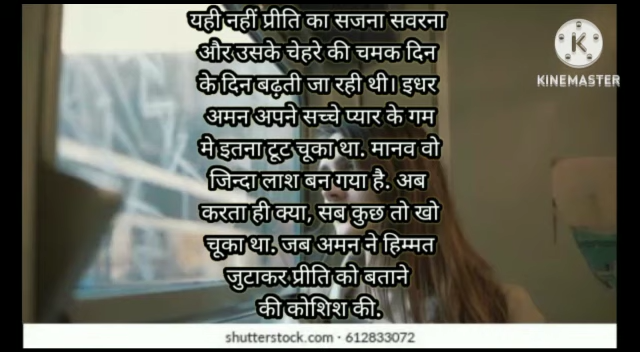 यही नहीं प्रीति का सजना सवरना
और उसके चेहरे की चमक दिन
के दिन बढ़ती जा रही थी। इधर
अमन अपने सच्चे प्यार के गम
मे इतना टूट चूका था. मानव वो
जिन्दा लाश बन गया है. अब
करता ही क्या, सब कुछ तो खो
चूका था. जब अमन ने हिम्मत
जुटाकर प्रीति को बताने
की कोशिश की.
K
KINEMASTER
shutterstock.com · 612833072